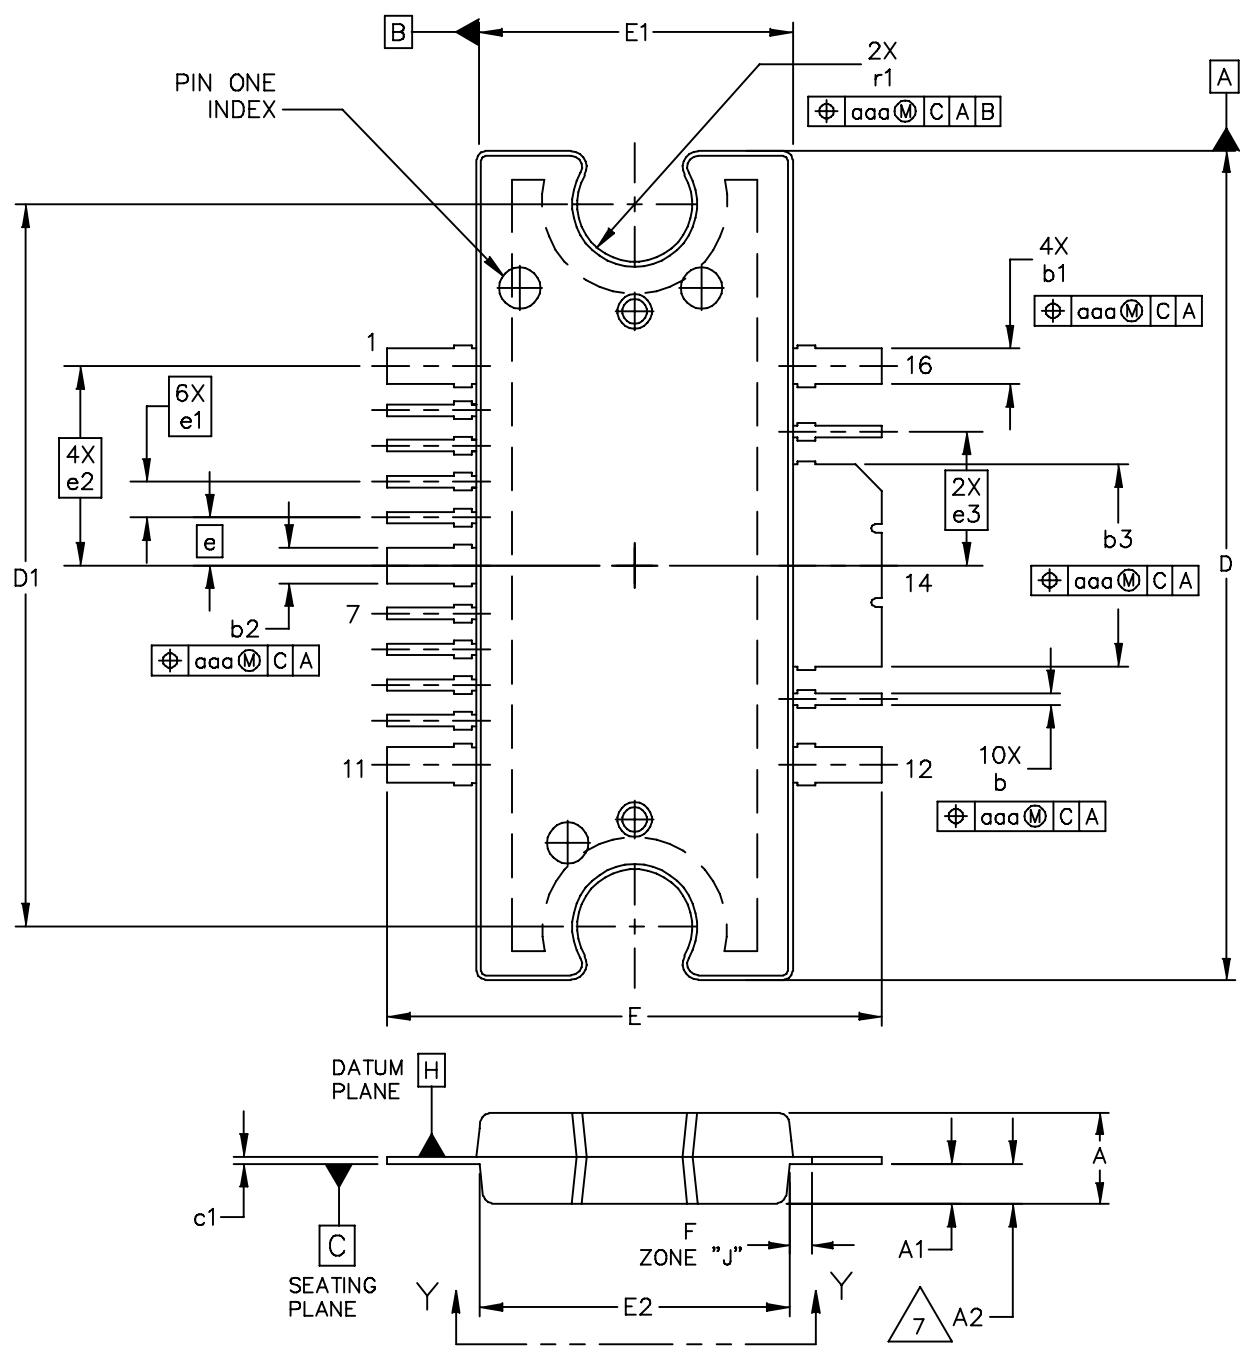 B
E1
2X
r1
⌖ aaa Ⓜ C A B
A
PIN ONE
INDEX
4X
b1
⌖ aaa Ⓜ C A
1
16
6X
e1
4X
e2
2X
e3
e
b3
D1
D
⌖ aaa Ⓜ C A
14
7
b2
⌖ aaa Ⓜ C A
11
12
10X
b
⌖ aaa Ⓜ C A
E
DATUM
PLANE
H
A
c1
C
F
ZONE "J"
A1
SEATING
PLANE
Y
Y
E2
7
A2